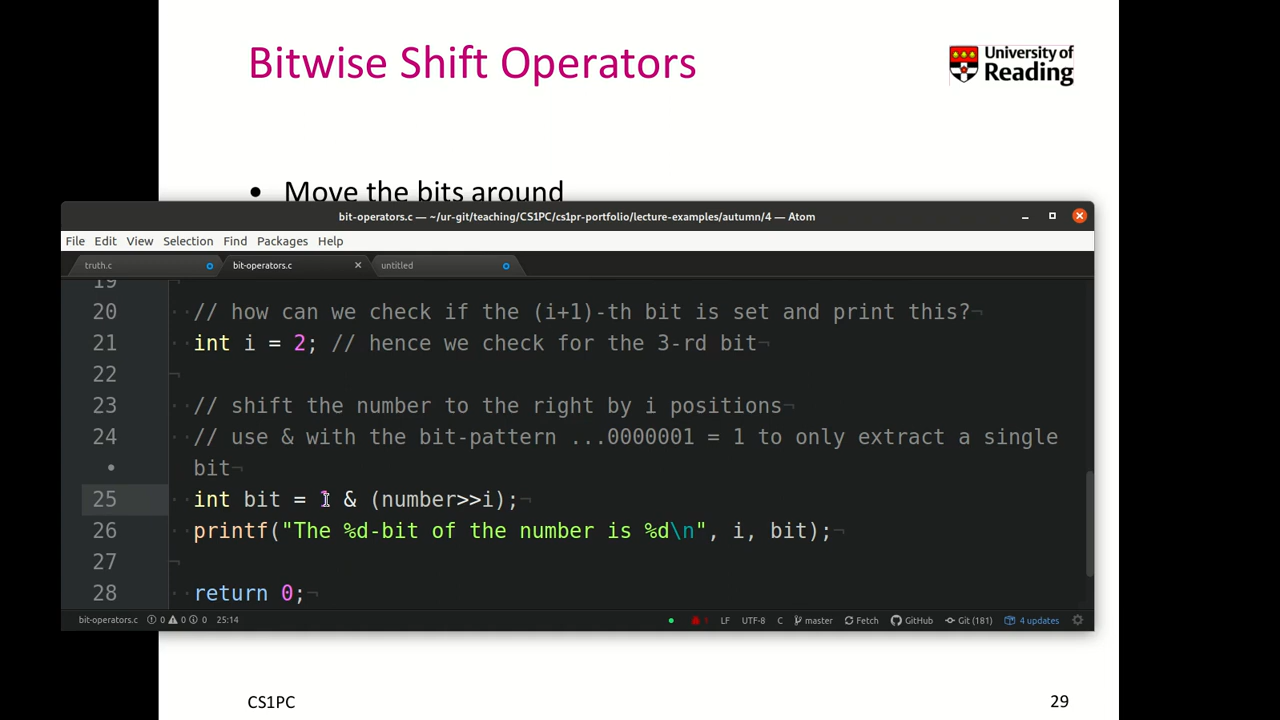 Bitwise Shift Operators
University of
Reading
• Move the bits around
bit-operators.c — ~/ur-git/teaching/CS1PC/cs1pr-portfolio/lecture-examples/autumn/4 — Atom
File Edit View Selection Find Packages Help
truth.c bit-operators.c × untitled
19
20 // how can we check if the (i+1)-th bit is set and print this?¬
21 int i = 2; // hence we check for the 3-rd bit¬
22 ¬
23 // shift the number to the right by i positions¬
24 // use & with the bit-pattern ...0000001 = 1 to only extract a single
• bit¬
25 int bit = 1 & (number>>i);¬
26 printf("The %d-bit of the number is %d\n", i, bit);¬
27 ¬
28 return 0;¬
bit-operators.c 0 0 0 25:14 1 LF UTF-8 C master Fetch GitHub Git (181) 4 updates
CS1PC
29